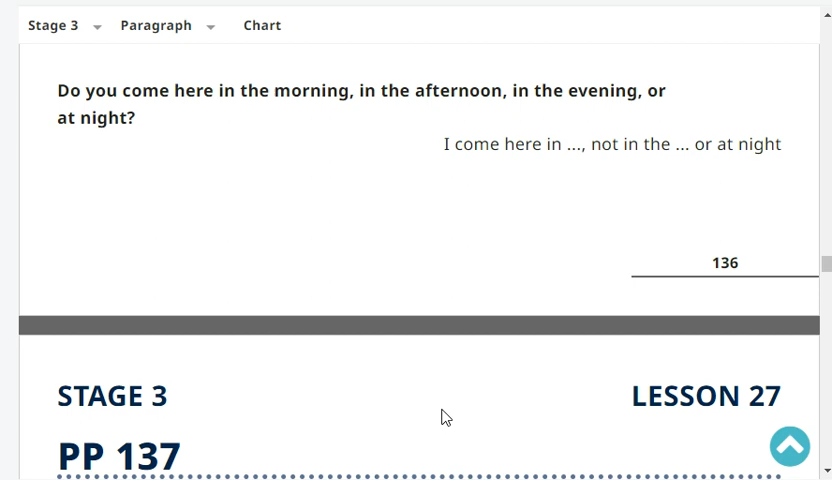 Stage 3 Paragraph Chart
Do you come here in the morning, in the afternoon, in the evening, or
at night?
I come here in ..., not in the ... or at night
136
STAGE 3 LESSON 27
PP 137